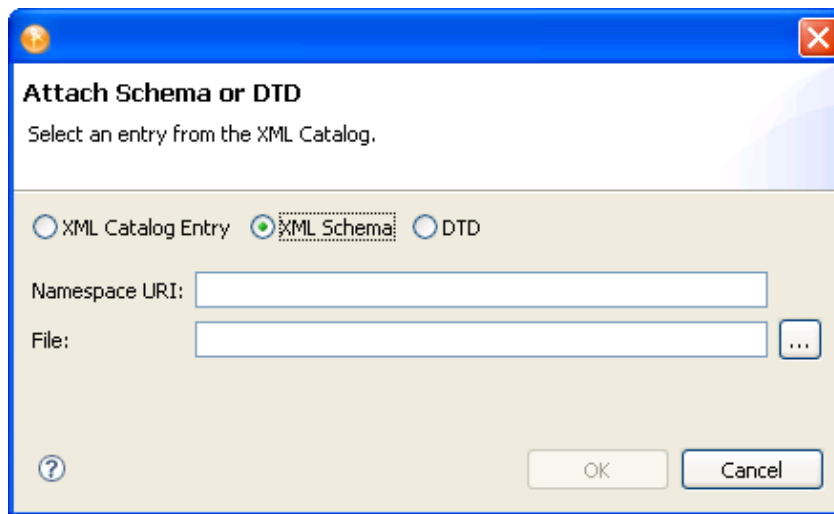 Attach Schema or DTD
Select an entry from the XML Catalog.
XML Catalog Entry XML Schema DTD
Namespace URI:
File: ...
? OK Cancel